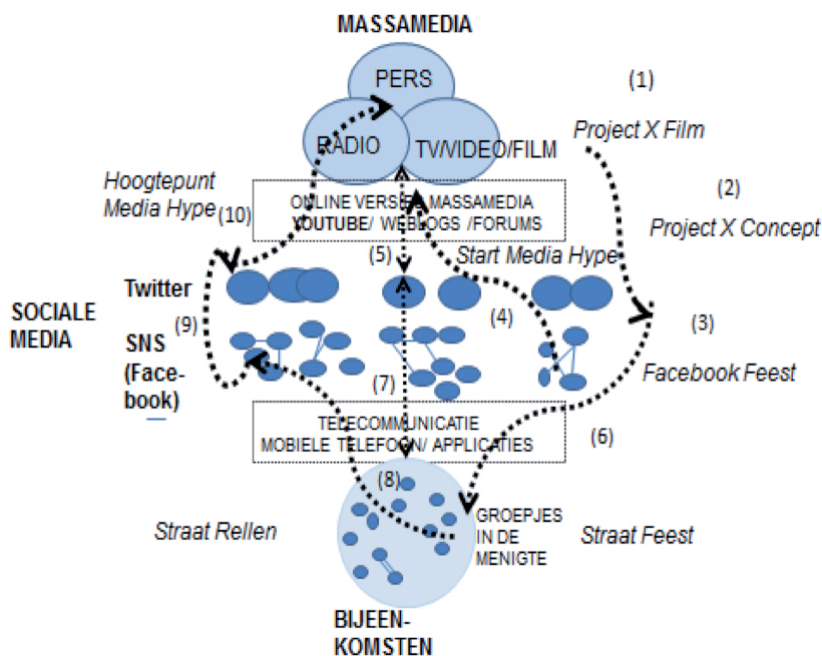 MASSAMEDIA
PERS
(1)
RADIO
TV/VIDEO/FILM
Project X Film
Hoogtepunt
Media Hype
(10)
(2)
ONLINE VERSIES MASSAMEDIA
YOUTUBE/ WEBLOGS /FORUMS
Project X Concept
(5)
Start Media Hype
Twitter
SOCIALE
MEDIA
(9)
(4)
(3)
SNS
(Face-
book)
Facebook Feest
(7)
TELECOMMUNICATIE
MOBIELE TELEFOON/ APPLICATIES
(6)
(8)
Straat Rellen
GROEPJES
IN DE
MENIGTE
Straat Feest
BIJEEN-
KOMSTEN